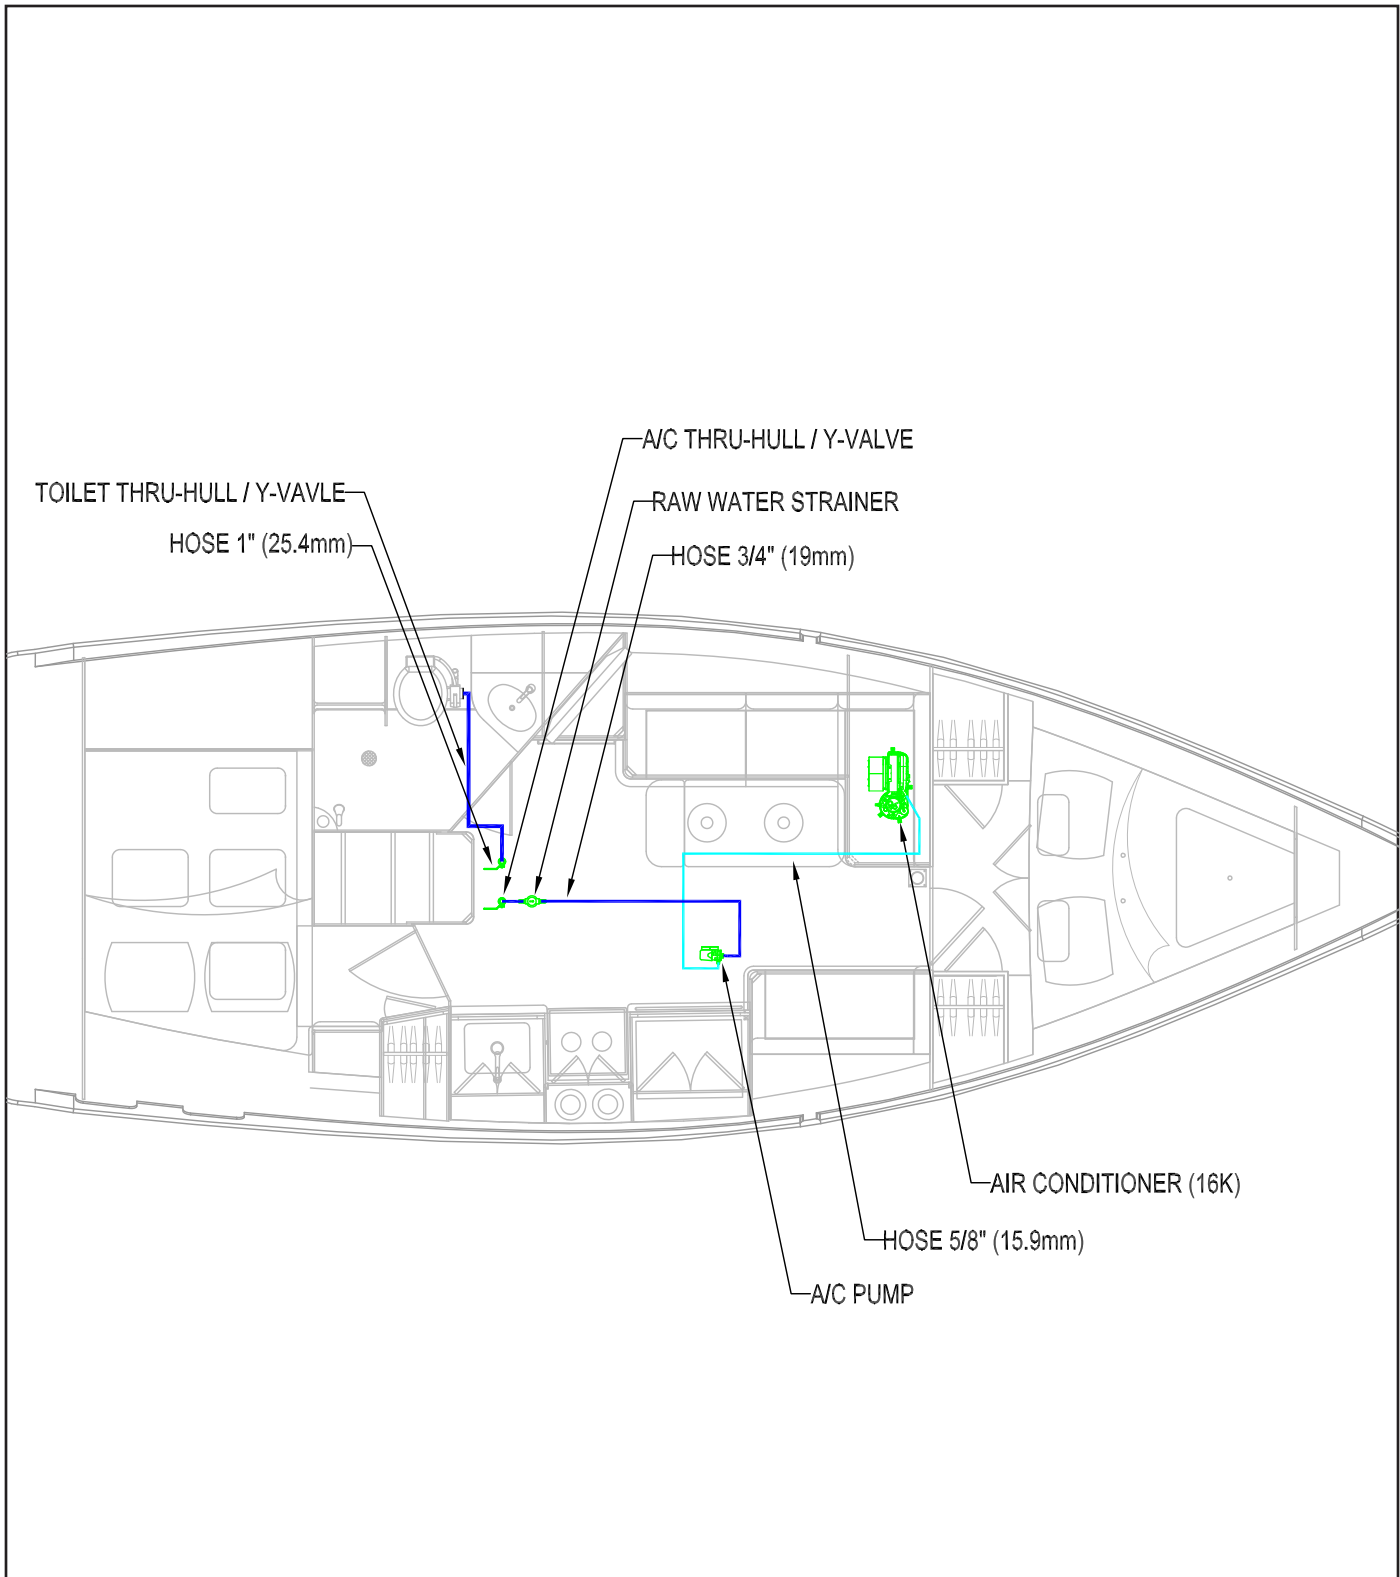 A/C THRU-HULL / Y-VALVE
TOILET THRU-HULL / Y-VAVLE
RAW WATER STRAINER
HOSE 1" (25.4mm)
HOSE 3/4" (19mm)
AIR CONDITIONER (16K)
HOSE 5/8" (15.9mm)
A/C PUMP